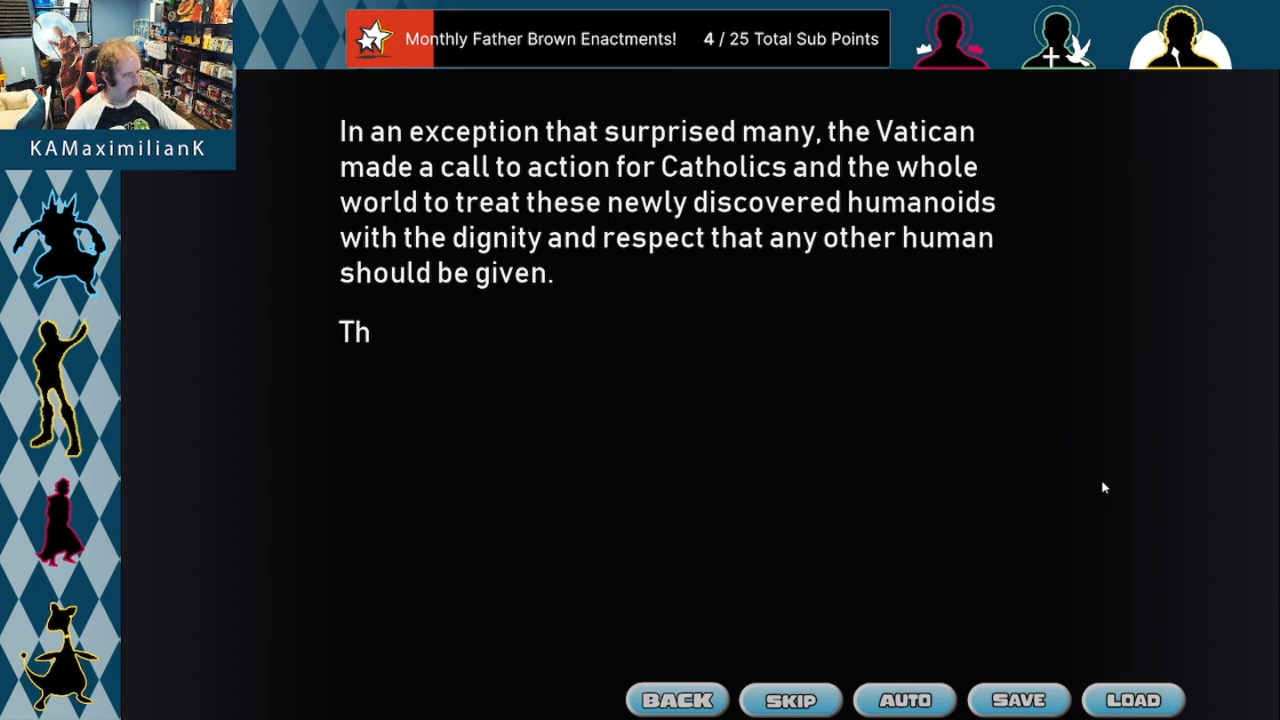 Monthly Father Brown Enactments! 4 / 25 Total Sub Points
KAMaximilianK
In an exception that surprised many, the Vatican
made a call to action for Catholics and the whole
world to treat these newly discovered humanoids
with the dignity and respect that any other human
should be given.
Th
BACK SKIP AUTO SAVE LOAD